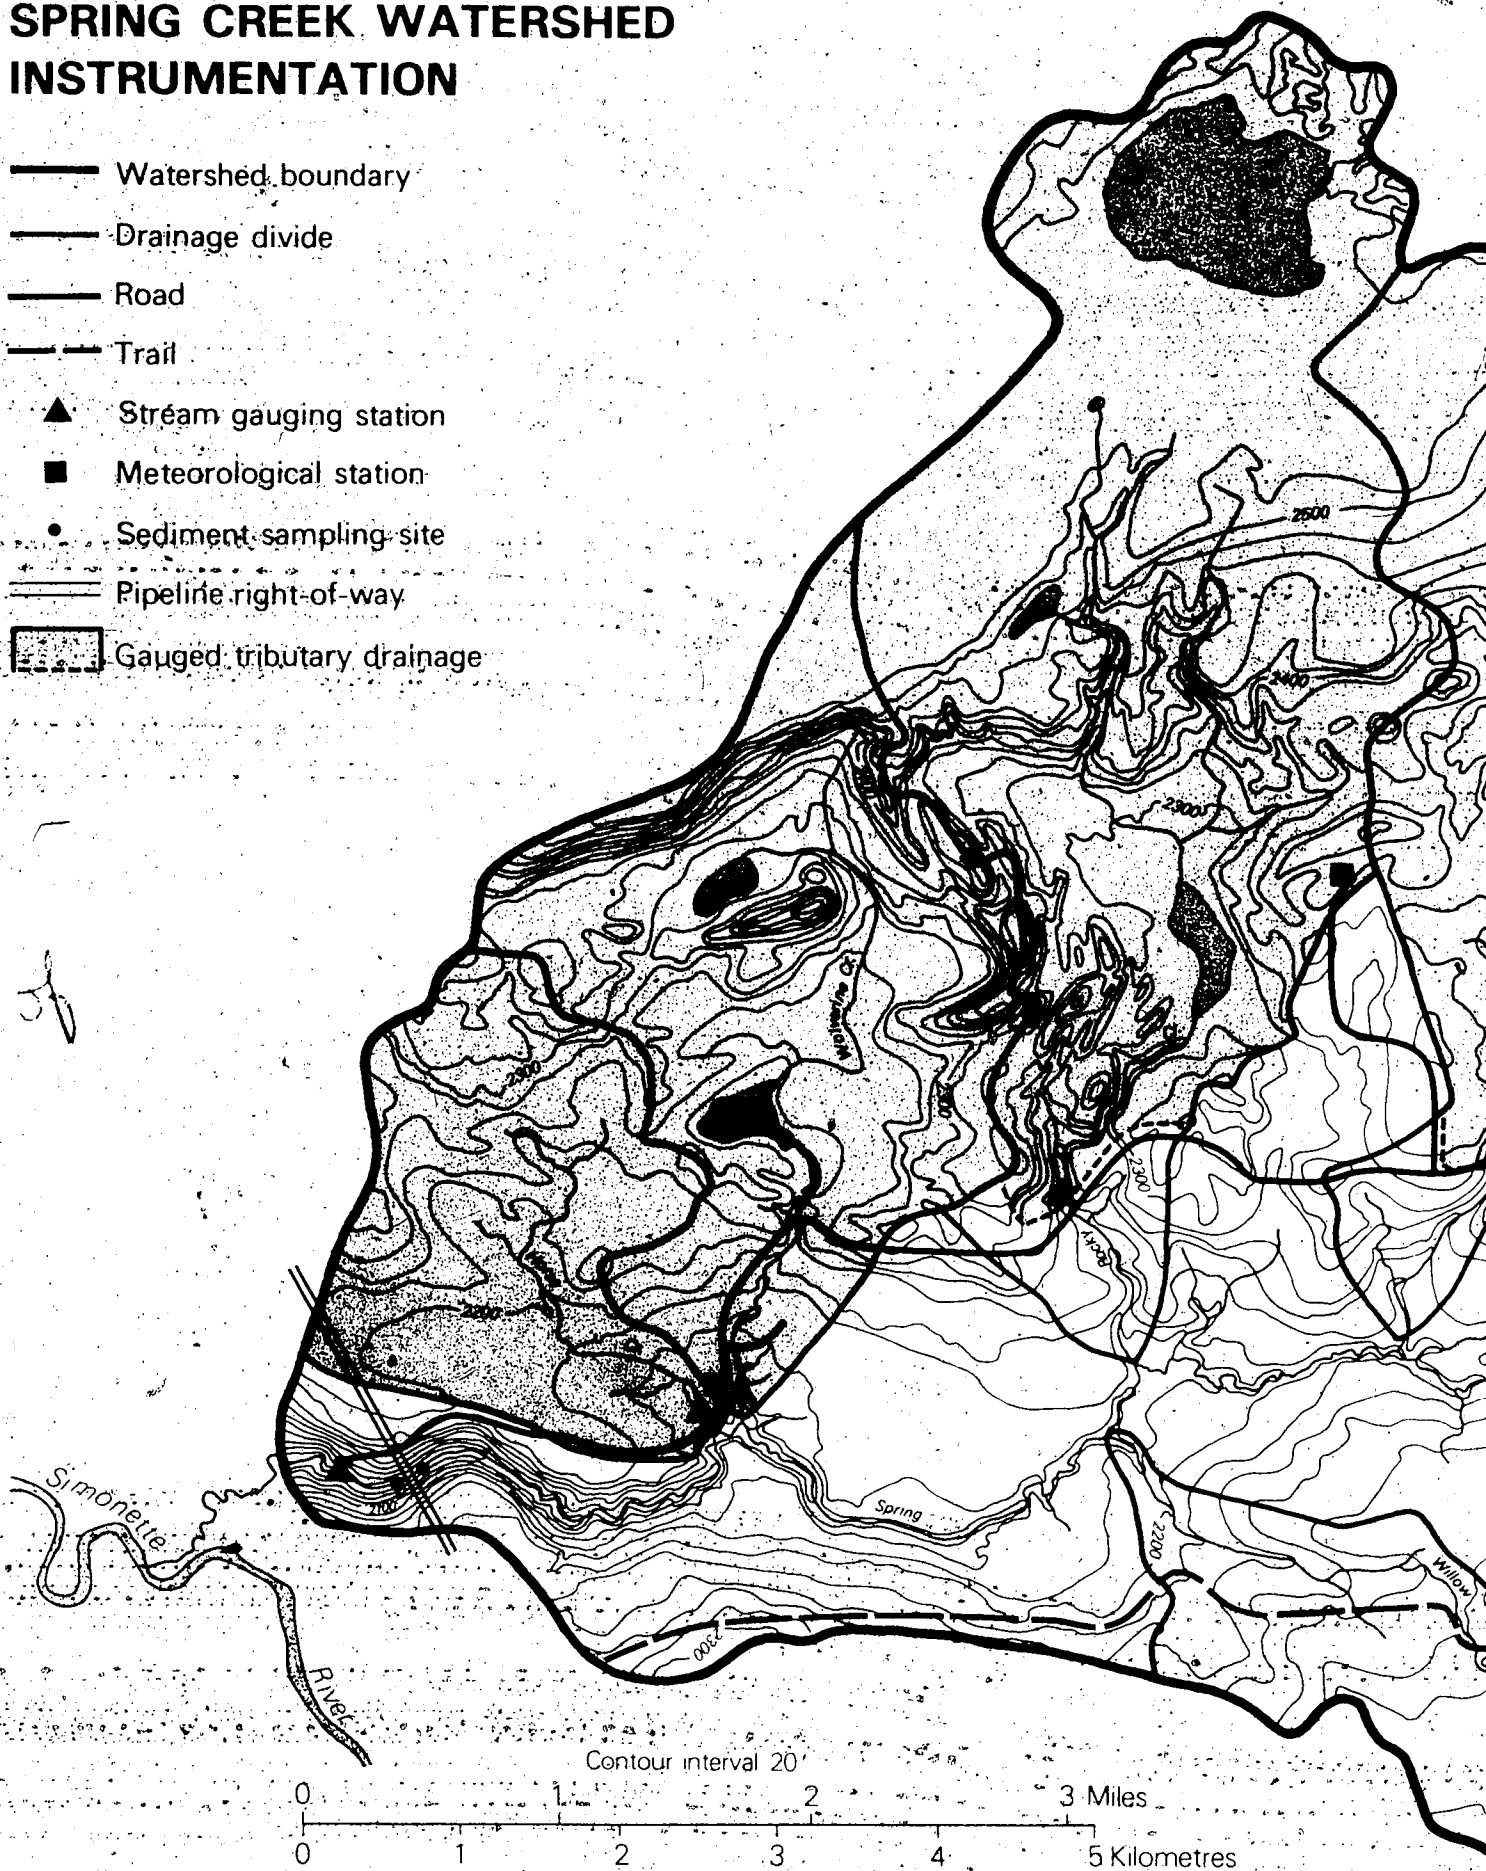 SPRING CREEK WATERSHED
INSTRUMENTATION
Watershed boundary
Drainage divide
Road
Trail
Stream gauging station
Meteorological station
Sediment sampling site
Pipeline right-of-way
Gauged tributary drainage
2500
2400
2300
Wolverine Cr.
Cr.
2300
2300
Rocky
2200
Cr.
2100
Spring
2200
Willow
Simonette
River
2300
Contour interval 20'
0 1 2 3 Miles
0 1 2 3 4 5 Kilometres